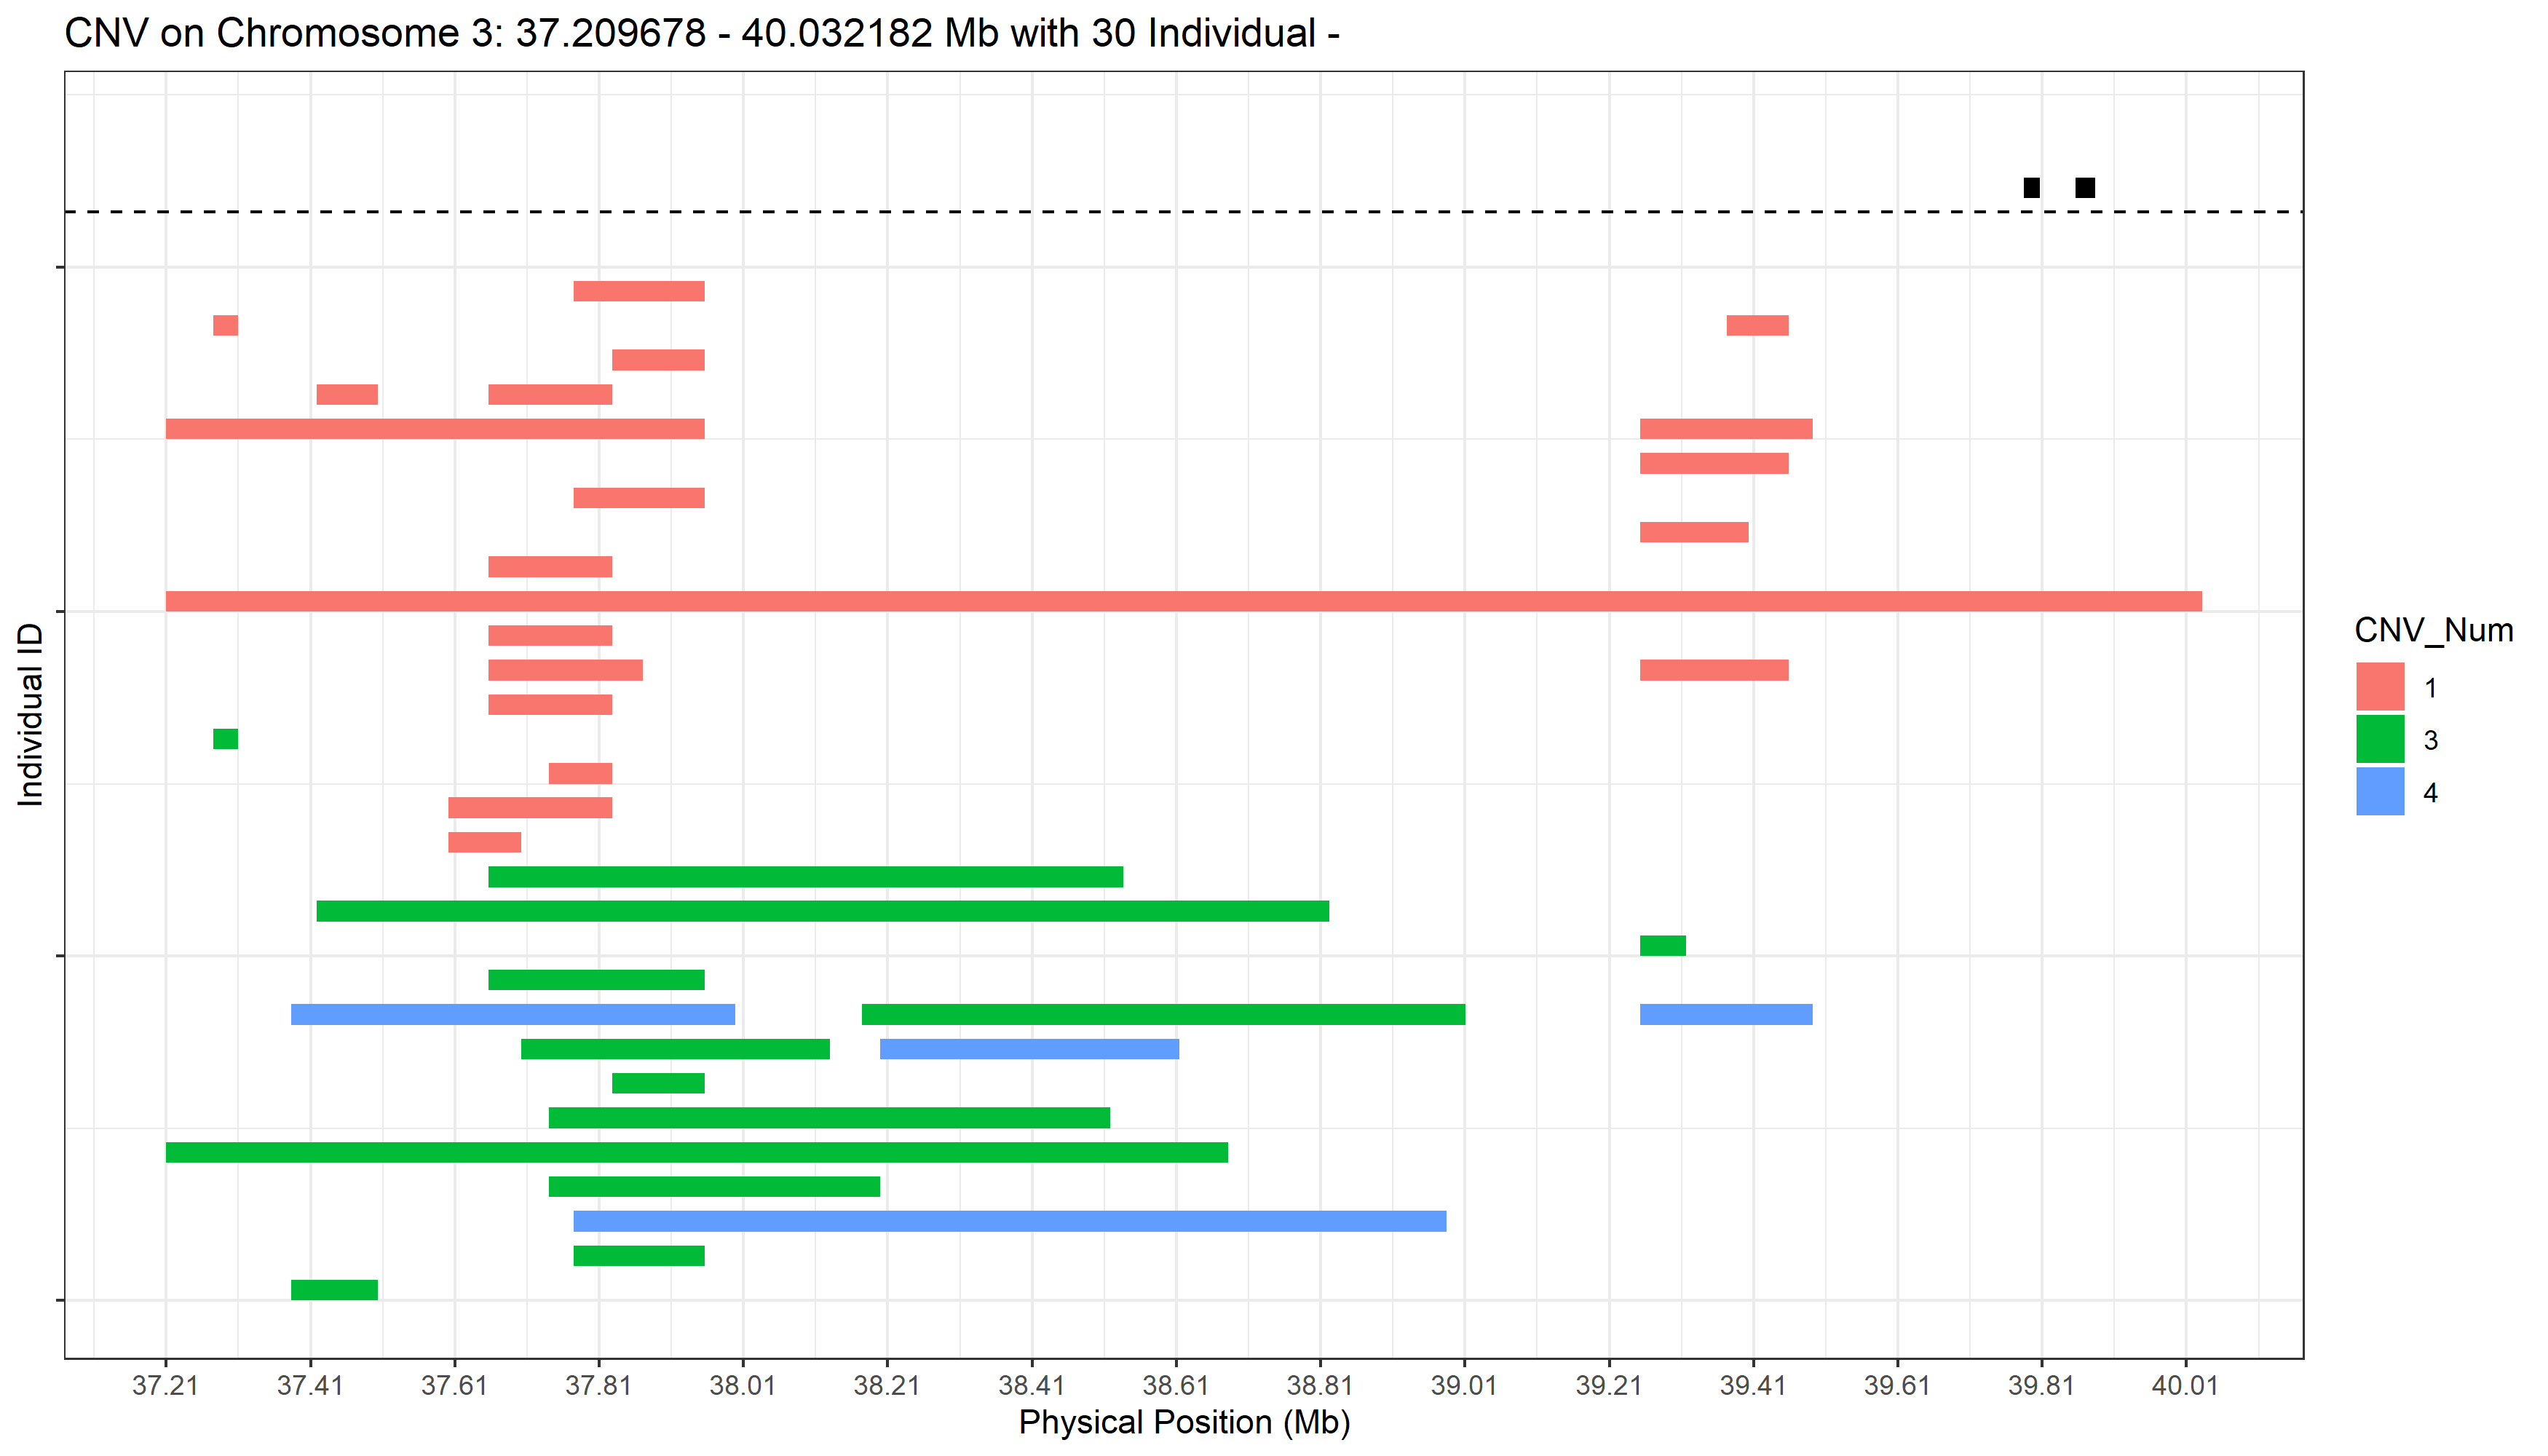 CNV on Chromosome 3: 37.209678 - 40.032182 Mb with 30 Individual -
Individual ID
CNV_Num
1
3
4
37.21 37.41 37.61 37.81 38.01 38.21 38.41 38.61 38.81 39.01 39.21 39.41 39.61 39.81 40.01
Physical Position (Mb)